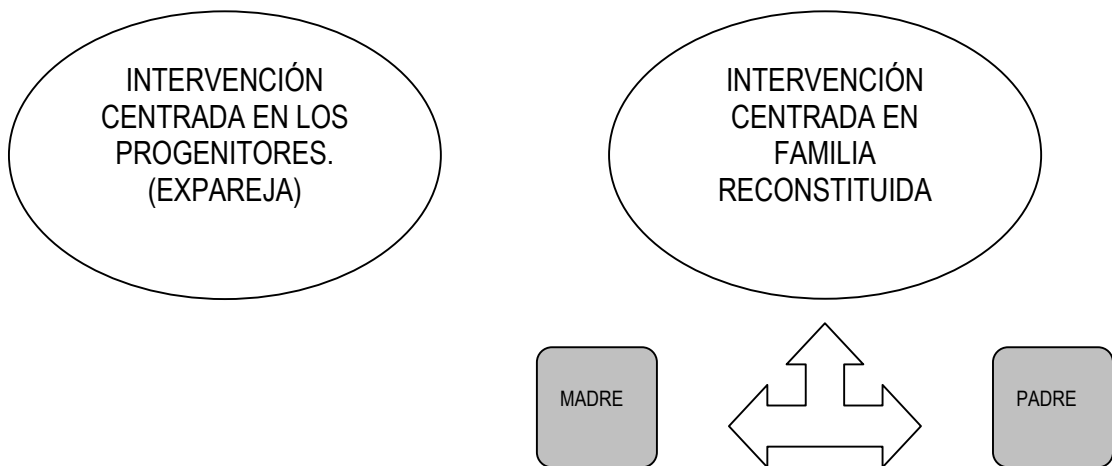 INTERVENCIÓN
CENTRADA EN LOS
PROGENITORES.
(EXPAREJA)
INTERVENCIÓN
CENTRADA EN
FAMILIA
RECONSTITUIDA
MADRE
PADRE